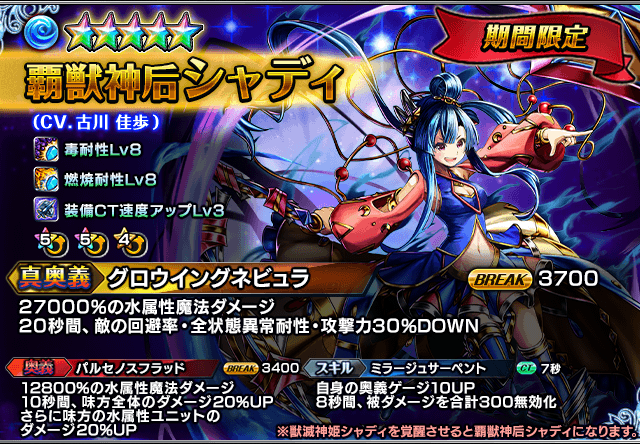 期間限定
覇獣神后シャディ
(CV.古川 佳歩)
毒耐性Lv8
燃焼耐性Lv8
装備CT速度アップLv3
5 5 4
真奥義 グロウイングネビュラ BREAK 3700
27000%の水属性魔法ダメージ
20秒間、敵の回避率・全状態異常耐性・攻撃力30%DOWN
奥義 パルセノスフラッド BREAK 3400
12800%の水属性魔法ダメージ
10秒間、味方全体のダメージ20%UP
さらに味方の水属性ユニットの
ダメージ20%UP
スキル ミラージュサーペント CT 7秒
自身の奥義ゲージ10UP
8秒間、被ダメージを合計300無効化
※獣滅神姫シャディを覚醒させると覇獣神后シャディになります。